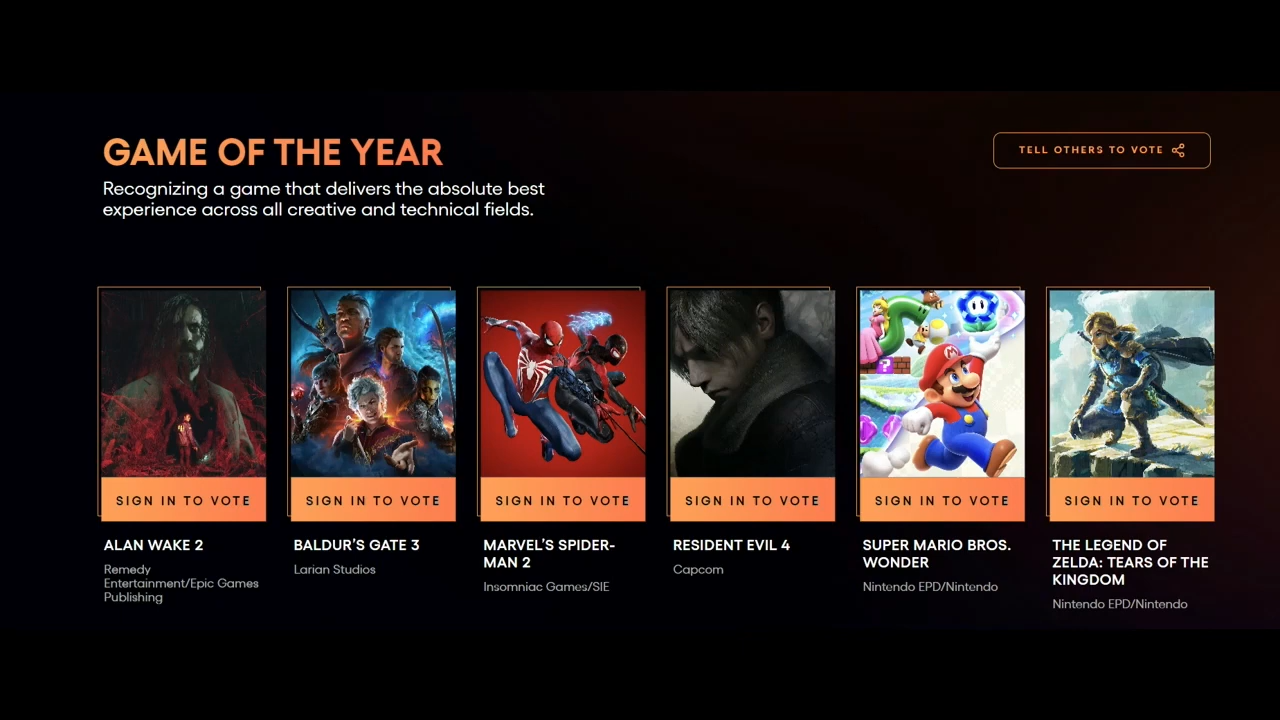 GAME OF THE YEAR
TELL OTHERS TO VOTE
Recognizing a game that delivers the absolute best
experience across all creative and technical fields.
SIGN IN TO VOTE
SIGN IN TO VOTE
SIGN IN TO VOTE
SIGN IN TO VOTE
SIGN IN TO VOTE
SIGN IN TO VOTE
ALAN WAKE 2
Remedy
Entertainment/Epic Games
Publishing
BALDUR'S GATE 3
Larian Studios
MARVEL'S SPIDER-
MAN 2
Insomniac Games/SIE
RESIDENT EVIL 4
Capcom
SUPER MARIO BROS.
WONDER
Nintendo EPD/Nintendo
THE LEGEND OF
ZELDA: TEARS OF THE
KINGDOM
Nintendo EPD/Nintendo